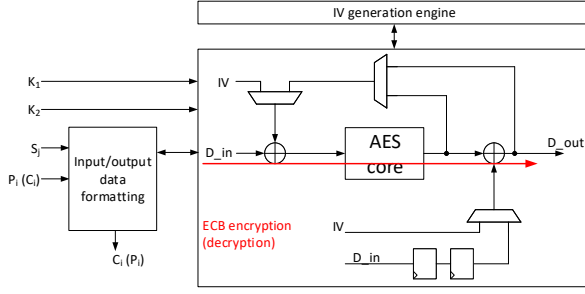 IV generation engine
K₁
K₂
IV
Sⱼ
Pᵢ (Cᵢ)
Input/output
data
formatting
D_in
AES
core
D_out
ECB encryption
(decryption)
IV
D_in
Cᵢ (Pᵢ)